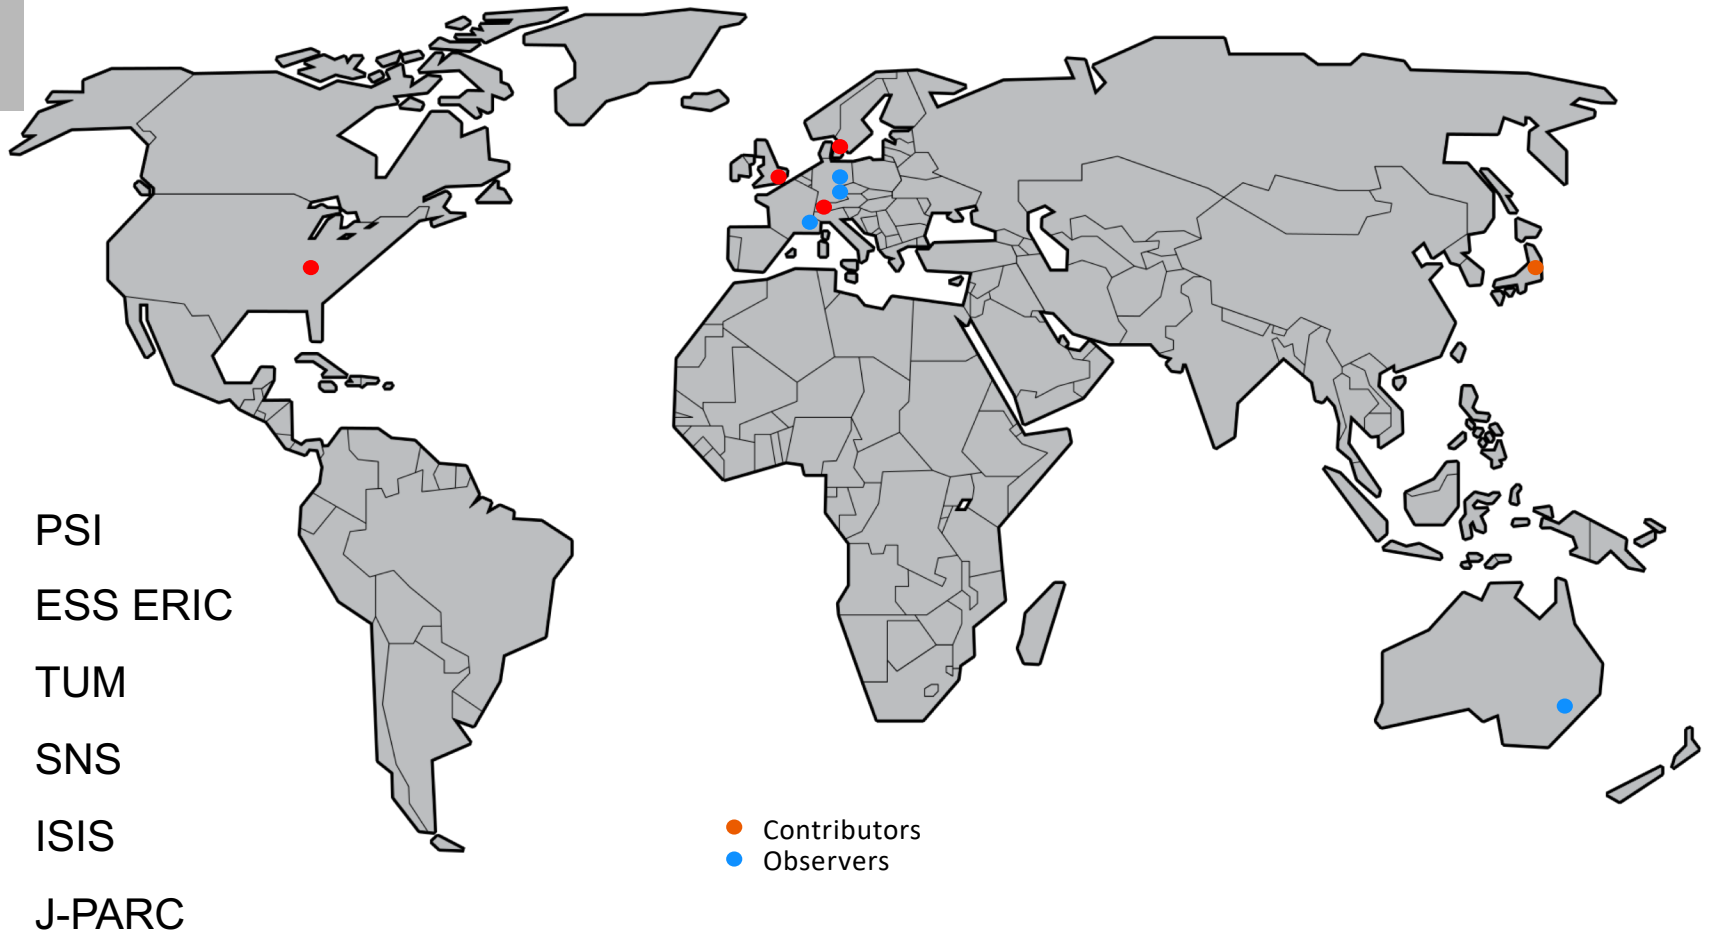 PSI
ESS ERIC
TUM
SNS
ISIS
J-PARC
Contributors
Observers